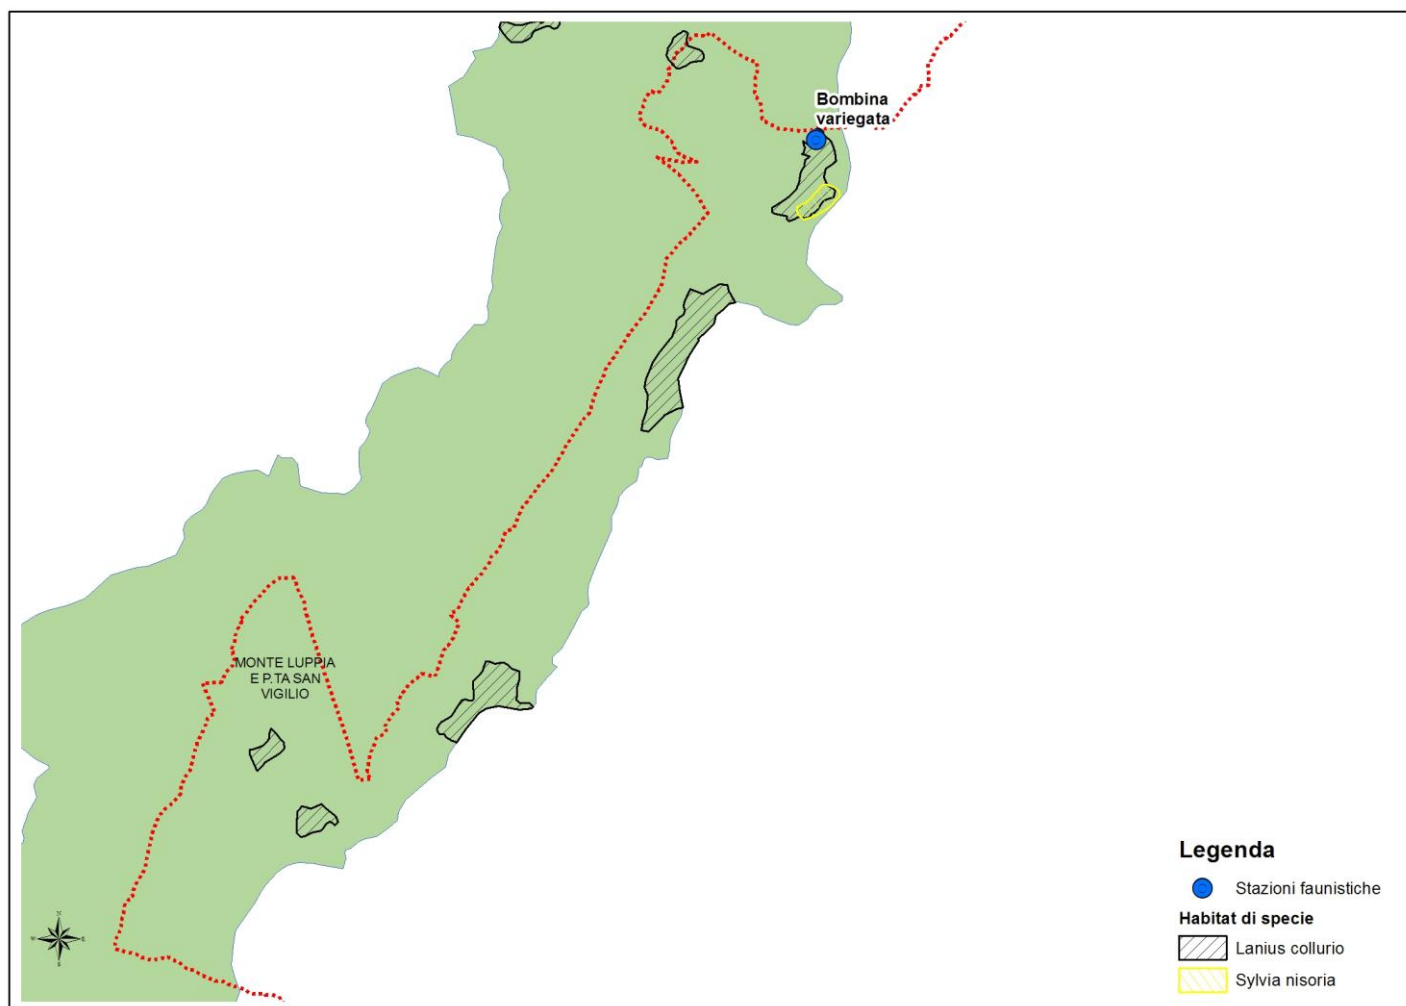 Bombina
variegata
MONTE LUPPIA
E P.TA SAN
VIGILIO
N
W
E
S
Legenda
Stazioni faunistiche
Habitat di specie
Lanius collurio
Sylvia nisoria